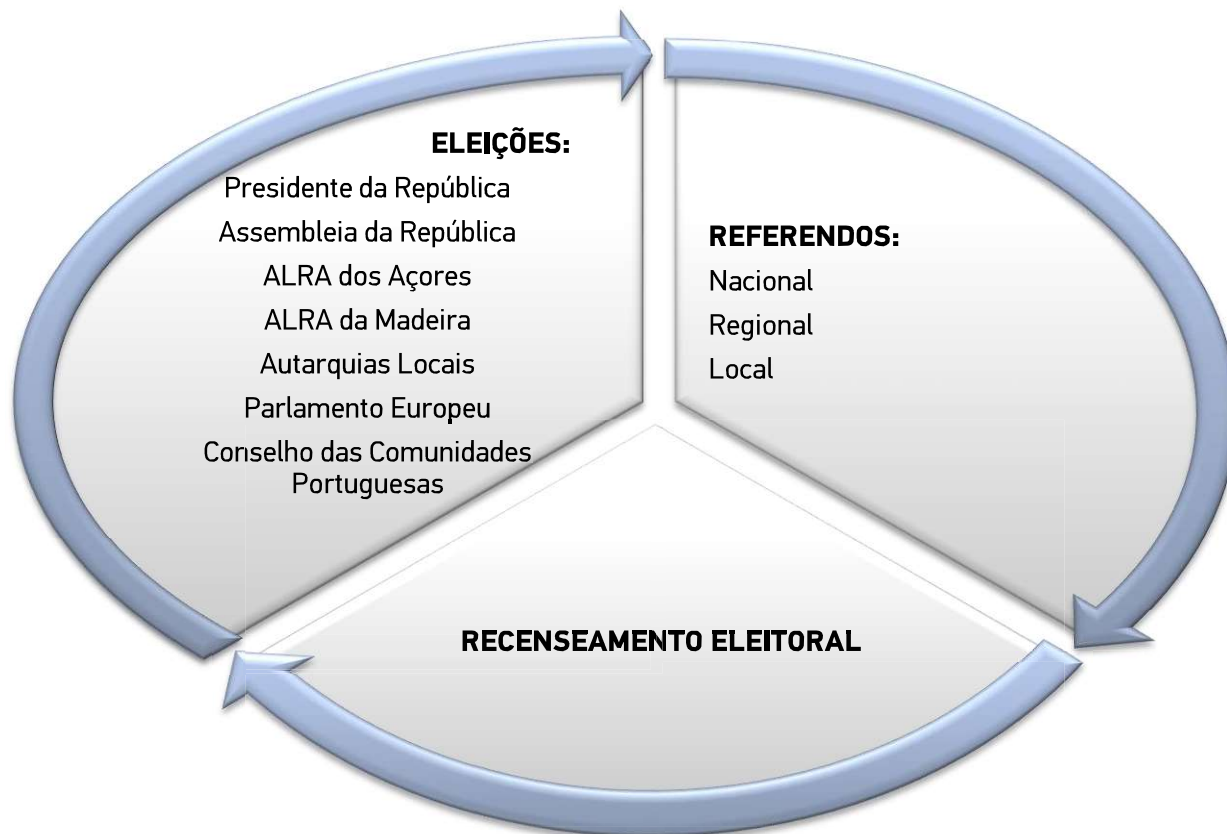 ELEIÇÕES:
Presidente da República
Assembleia da República
ALRA dos Açores
ALRA da Madeira
Autarquias Locais
Parlamento Europeu
Conselho das Comunidades
Portuguesas
REFERENDOS:
Nacional
Regional
Local
RECENSEAMENTO ELEITORAL